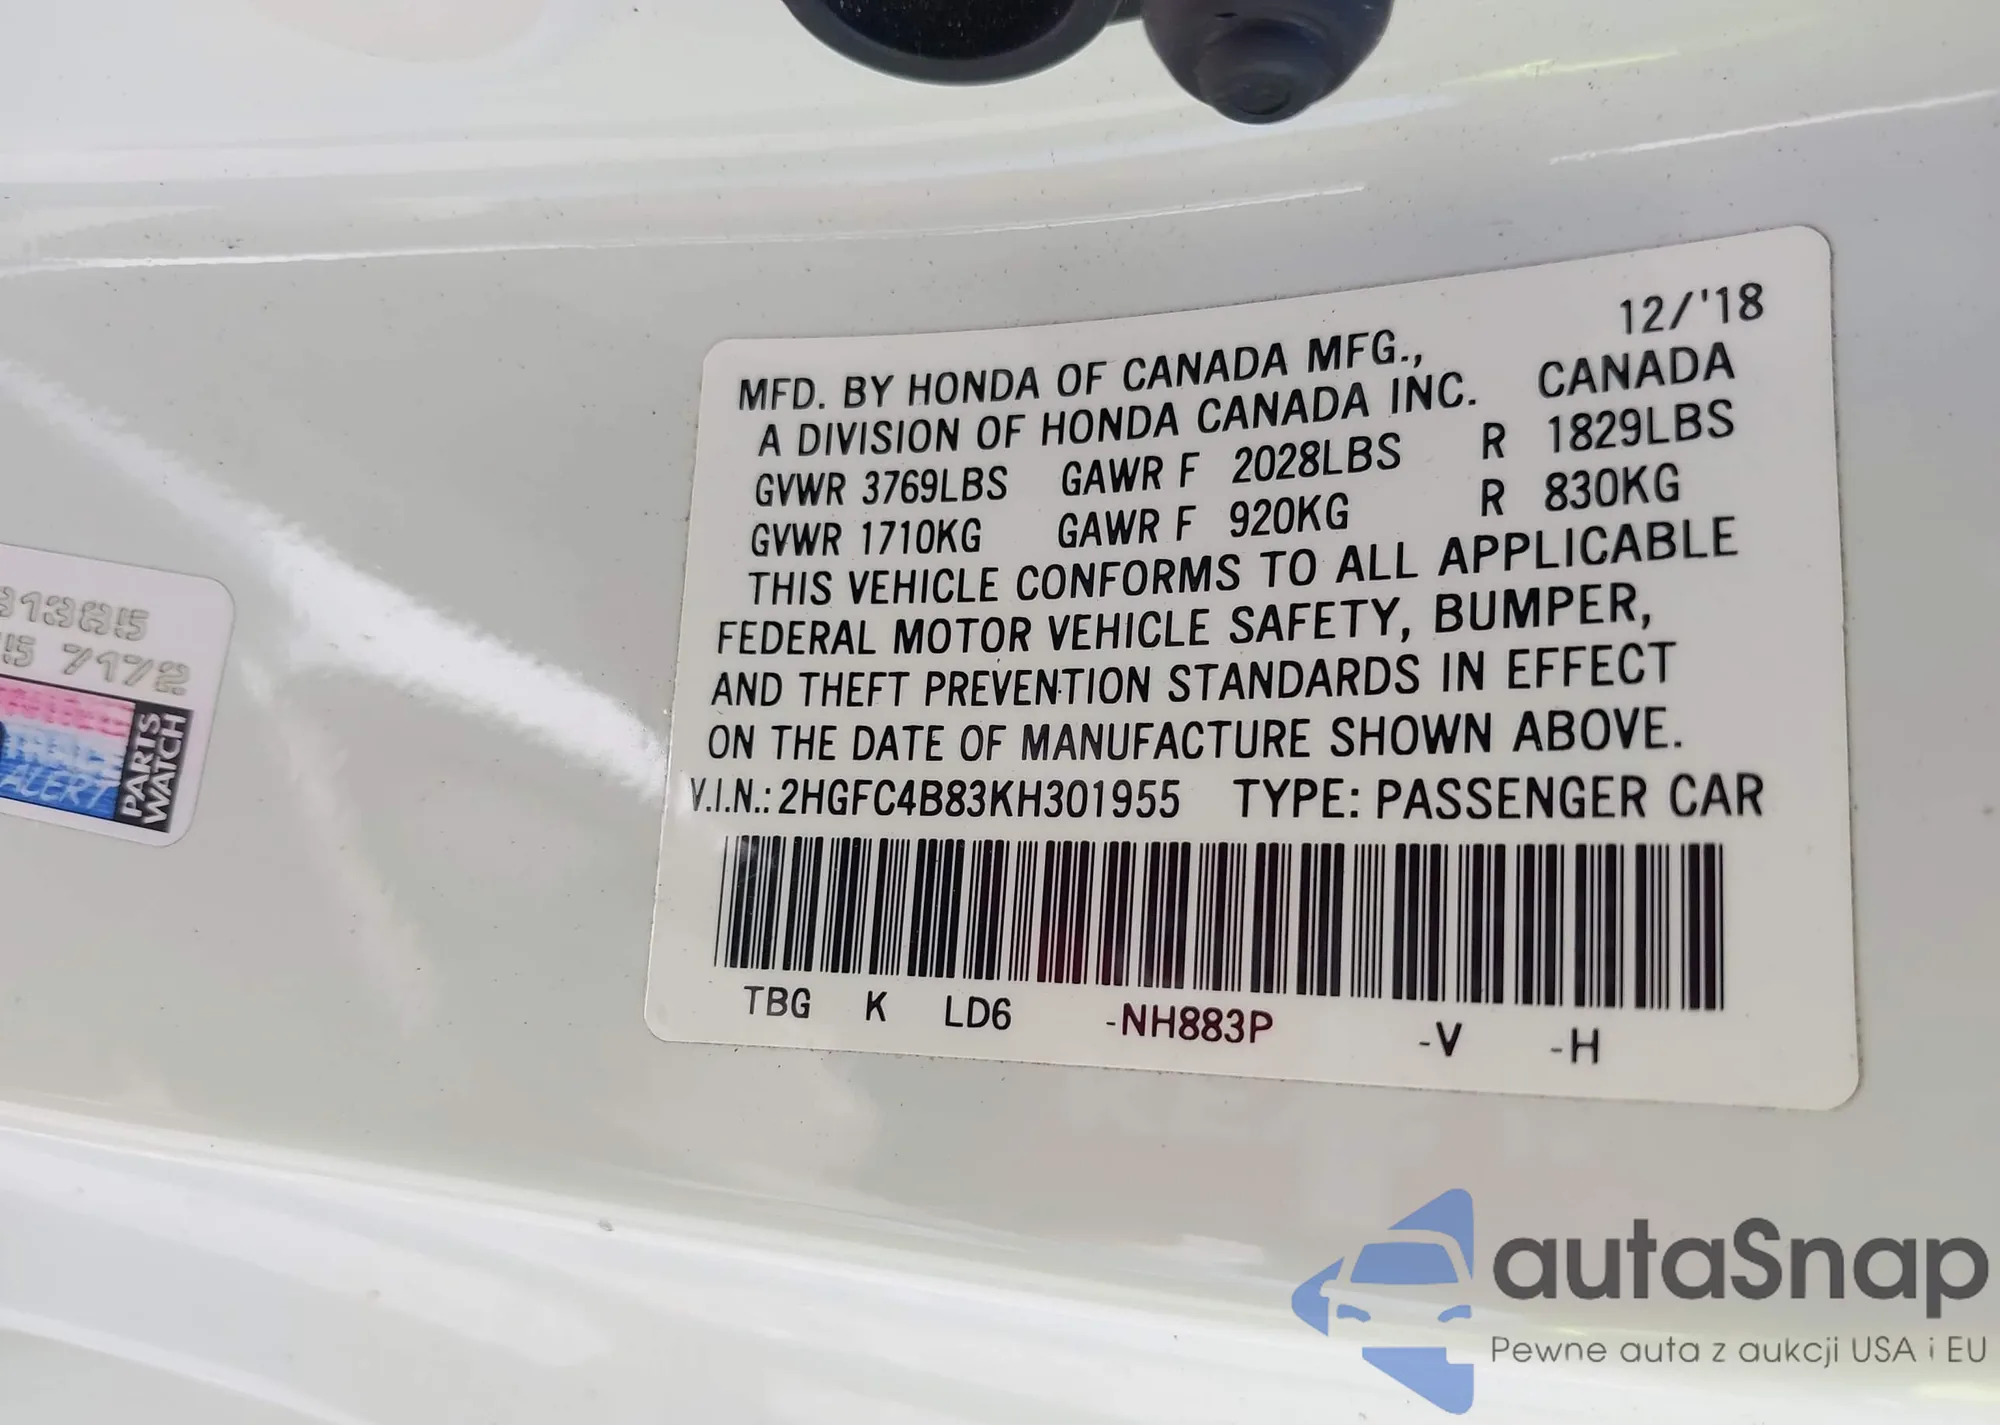 12/'18
MFD. BY HONDA OF CANADA MFG.,
A DIVISION OF HONDA CANADA INC. CANADA
GVWR 3769LBS GAWR F 2028LBS R 1829LBS
GVWR 1710KG GAWR F 920KG R 830KG
THIS VEHICLE CONFORMS TO ALL APPLICABLE
FEDERAL MOTOR VEHICLE SAFETY, BUMPER,
AND THEFT PREVENTION STANDARDS IN EFFECT
ON THE DATE OF MANUFACTURE SHOWN ABOVE.
V.I.N.: 2HGFC4B83KH301955 TYPE: PASSENGER CAR
TBG K LD6 -NH883P -V -H
7172
TRACE
ALERT
PARTS
WATCH
autaSnap
Pewne auta z aukcji USA i EU